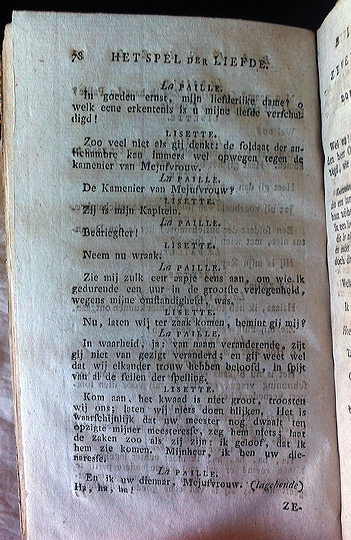 78 HET SPEL DER LIEFDE.
La PAILLE.
In goeden ernst, mijn liefderijke dame? o
welk eene erkentenis is u mijne liefde verschul-
digd!
LISETTE.
Zoo veel niet als gij denkt: de soldaat der an-
tichambre kan immers wel opwegen tegen de
kamenier van Mejufvrouw.
La PAILLE.
De Kamenier van Mejufvrouw?
LISETTE.
Zij is mijn Kapitein.
La PAILLE.
Bedriegster!
LISETTE.
Neem nu wraak.
La PAILLE.
Zie mij zulk een aapje eens aan, om wie ik
gedurende een uur in de grootste verlegenheid,
wegens mijne omstandigheid, was.
LISETTE.
Nu, laten wij ter zaak komen, bemint gij mij?
La PAILLE.
In waarheid, ja: van naam veranderende, zijt
gij niet van gezigt veranderd; en gij weet wel
dat wij elkander trouw hebben beloofd, in spijt
van al de feilen der spelling.
LISETTE.
Kom aan, het kwaad is niet groot, troosten
wij ons; laten wij niets doen blijken. Het is
waarschijnlijk dat uw meester nog dwaalt ten
opzigte mijner meesteresse, zeg hem niets; laat
de zaken zoo als zij zijn: ik geloof, dat ik
hem zie komen. Mijnheer, ik ben uw die-
naresse.
La PAILLE.
En ik uw dienaar, Mejufvrouw. (lagchende)
Ha, ha, ha!
ZE-